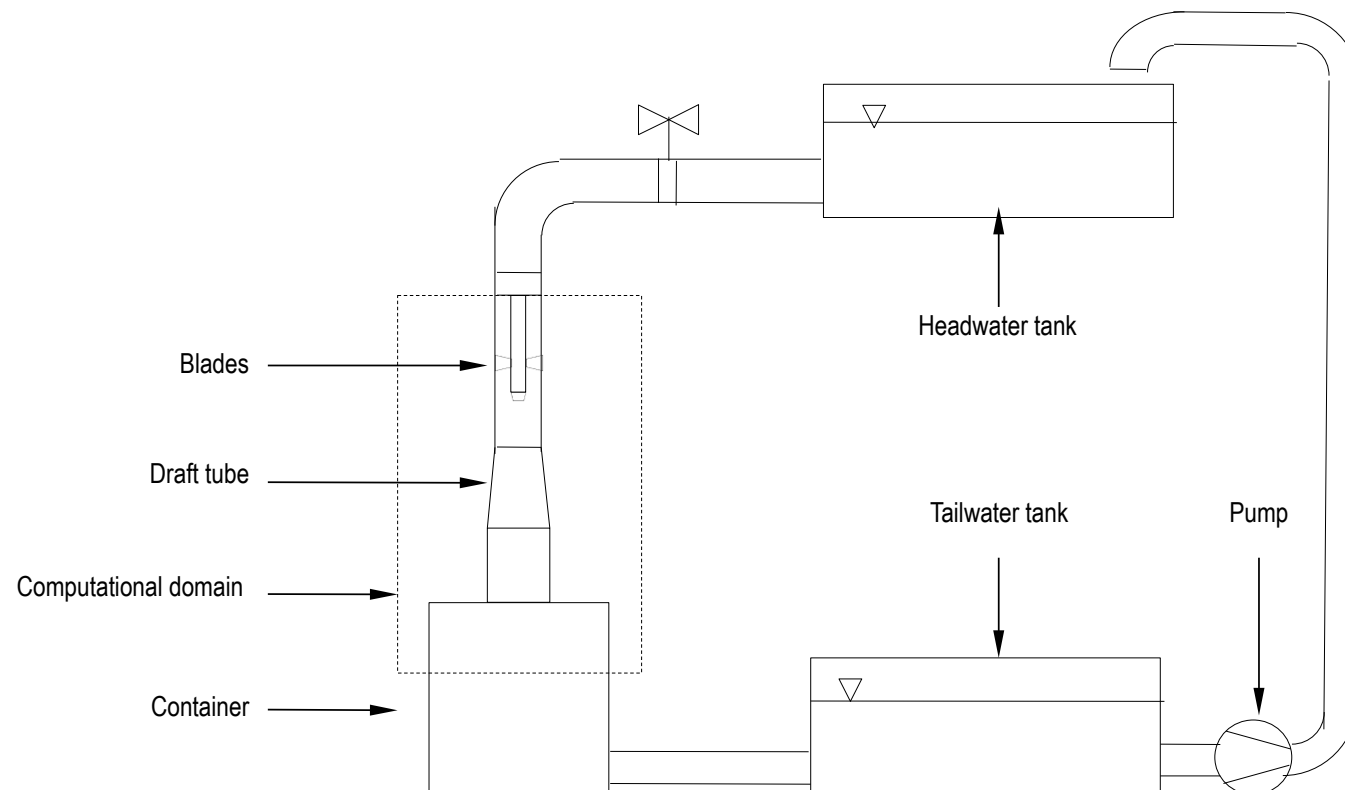 Headwater tank
Blades
Draft tube
Tailwater tank
Pump
Computational domain
Container